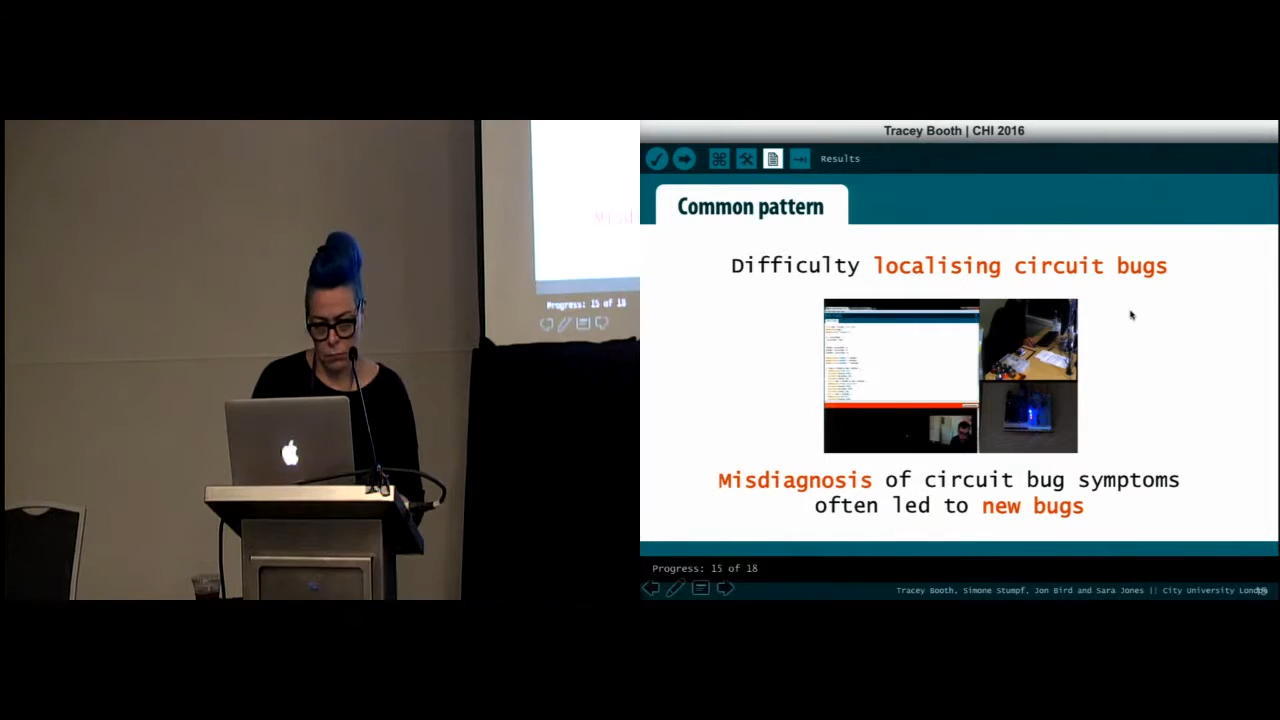 Progress: 15 of 18
Tracey Booth | CHI 2016
Results
Common pattern
Difficulty localising circuit bugs
Misdiagnosis of circuit bug symptoms
often led to new bugs
Progress: 15 of 18
Tracey Booth, Simone Stumpf, Jon Bird and Sara Jones || City University London